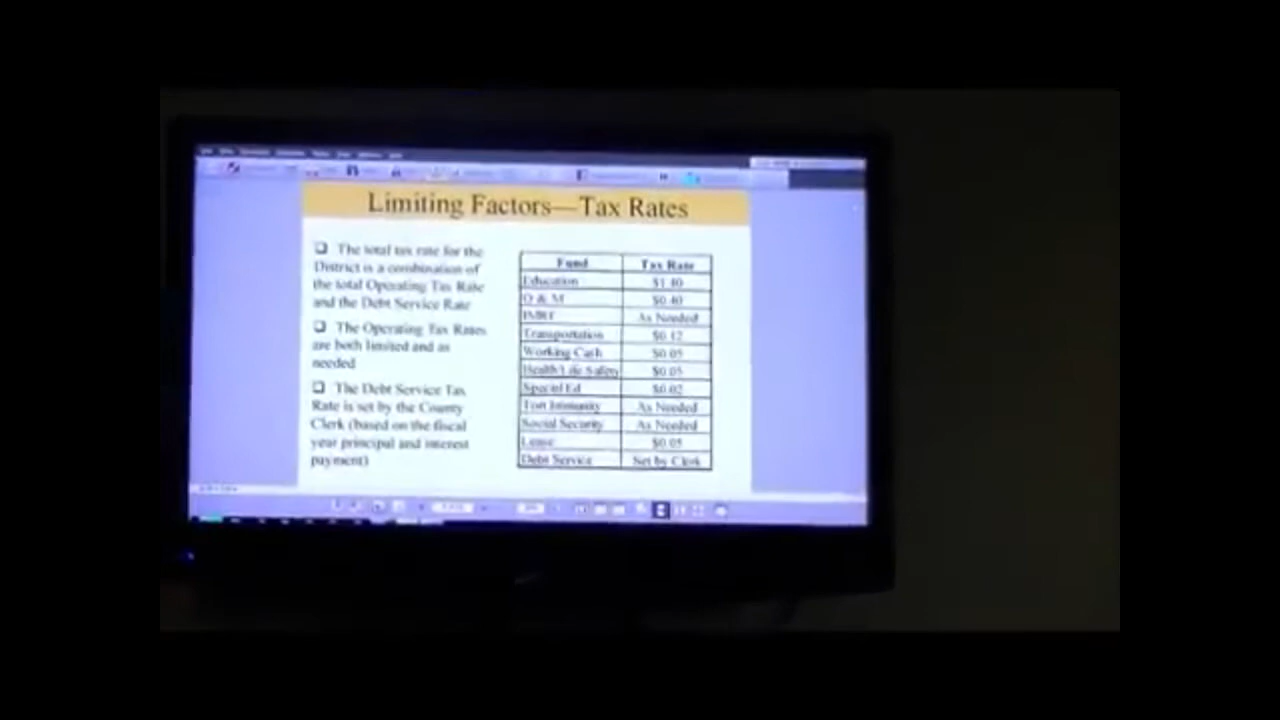 Limiting Factors—Tax Rates
❑ The total tax rate for the
District is a combination of
the total Operating Tax Rate
and the Debt Service Rate
❑ The Operating Tax Rates
are both limited and as
needed
❑ The Debt Service Tax
Rate is set by the County
Clerk (based on the fiscal
year principal and interest
payment)
Fund Tax Rate
Education
O & M $0.40
IMRF As Needed
Transportation $0.12
Working Cash $0.05
Health/Life Safety $0.05
Special Ed $0.02
Tort Immunity As Needed
Social Security As Needed
Lease $0.05
Debt Service Set by Clerk